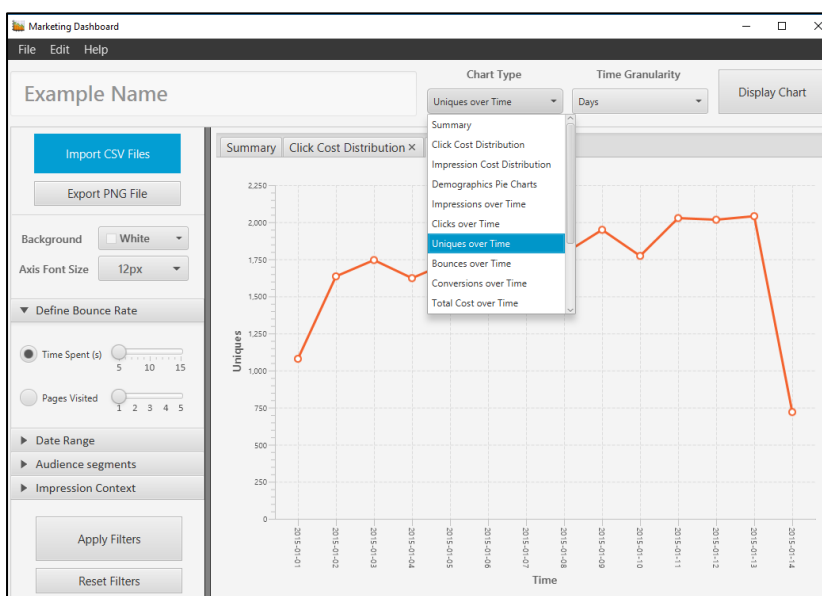 Marketing Dashboard
File Edit Help
Example Name
Chart Type
Time Granularity
Uniques over Time
Days
Display Chart
Summary
Click Cost Distribution
Impression Cost Distribution
Demographics Pie Charts
Impressions over Time
Clicks over Time
Uniques over Time
Bounces over Time
Conversions over Time
Total Cost over Time
Import CSV Files
Export PNG File
Background White
Axis Font Size 12px
Define Bounce Rate
Time Spent (s)
5 10 15
Pages Visited
1 2 3 4 5
Date Range
Audience segments
Impression Context
Apply Filters
Reset Filters
Summary Click Cost Distribution ×
2,250
2,000
1,750
1,500
1,250
1,000
750
500
250
0
Uniques
2015-01-01
2015-01-02
2015-01-03
2015-01-04
2015-01-05
2015-01-06
2015-01-07
2015-01-08
2015-01-09
2015-01-10
2015-01-11
2015-01-12
2015-01-13
2015-01-14
Time